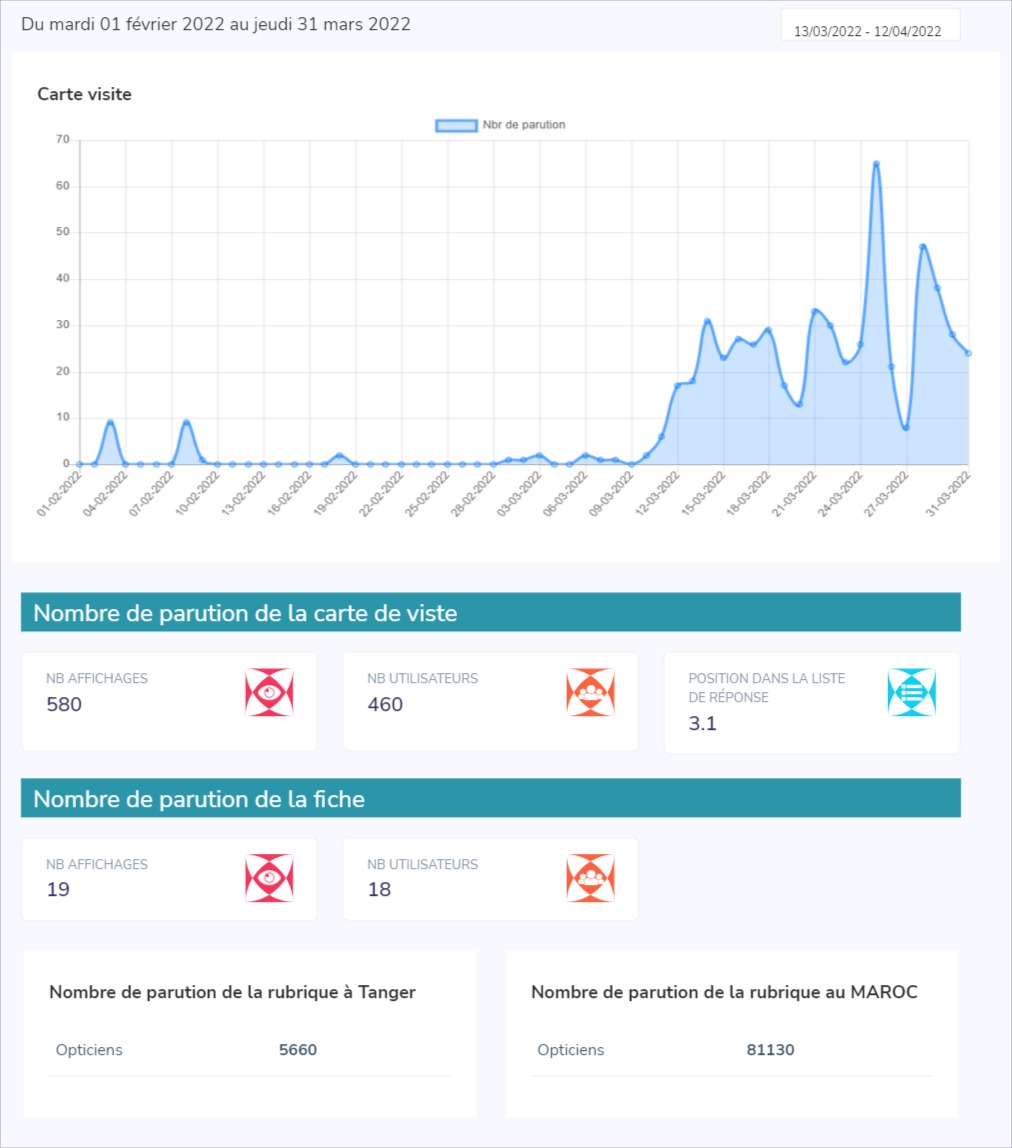 Du mardi 01 février 2022 au jeudi 31 mars 2022
13/03/2022 - 12/04/2022
Carte visite
Nbr de parution
70
60
50
40
30
20
10
0
01-02-2022
04-02-2022
07-02-2022
10-02-2022
13-02-2022
16-02-2022
19-02-2022
22-02-2022
25-02-2022
28-02-2022
03-03-2022
06-03-2022
09-03-2022
12-03-2022
15-03-2022
18-03-2022
21-03-2022
24-03-2022
27-03-2022
31-03-2022
Nombre de parution de la carte de viste
NB AFFICHAGES
580
NB UTILISATEURS
460
POSITION DANS LA LISTE
DE RÉPONSE
3.1
Nombre de parution de la fiche
NB AFFICHAGES
19
NB UTILISATEURS
18
Nombre de parution de la rubrique à Tanger
Opticiens 5660
Nombre de parution de la rubrique au MAROC
Opticiens 81130